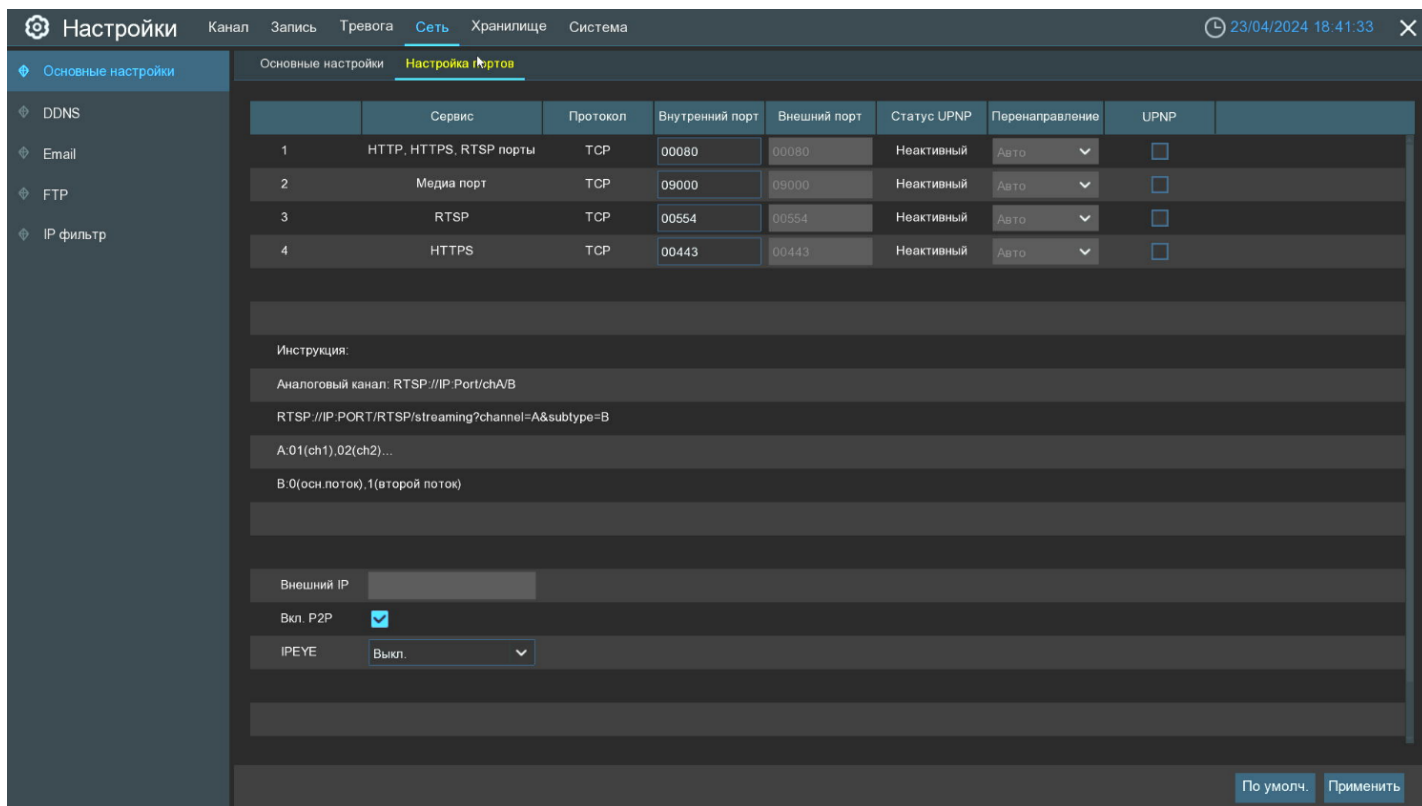 Настройки Канал Запись Тревога Сеть Хранилище Система 23/04/2024 18:41:33
Основные настройки
DDNS
Email
FTP
IP фильтр
Основные настройки Настройка портов
Сервис Протокол Внутренний порт Внешний порт Статус UPNP Перенаправление UPNP
1 HTTP, HTTPS, RTSP порты TCP 00080 00080 Неактивный Авто
2 Медиа порт TCP 09000 09000 Неактивный Авто
3 RTSP TCP 00554 00554 Неактивный Авто
4 HTTPS TCP 00443 00443 Неактивный Авто
Инструкция:
Аналоговый канал: RTSP://IP:Port/chA/B
RTSP://IP:PORT/RTSP/streaming?channel=A&subtype=B
A:01(ch1),02(ch2)...
B:0(осн.поток),1(второй поток)
Внешний IP
Вкл. P2P
IPEYE Выкл.
По умолч. Применить